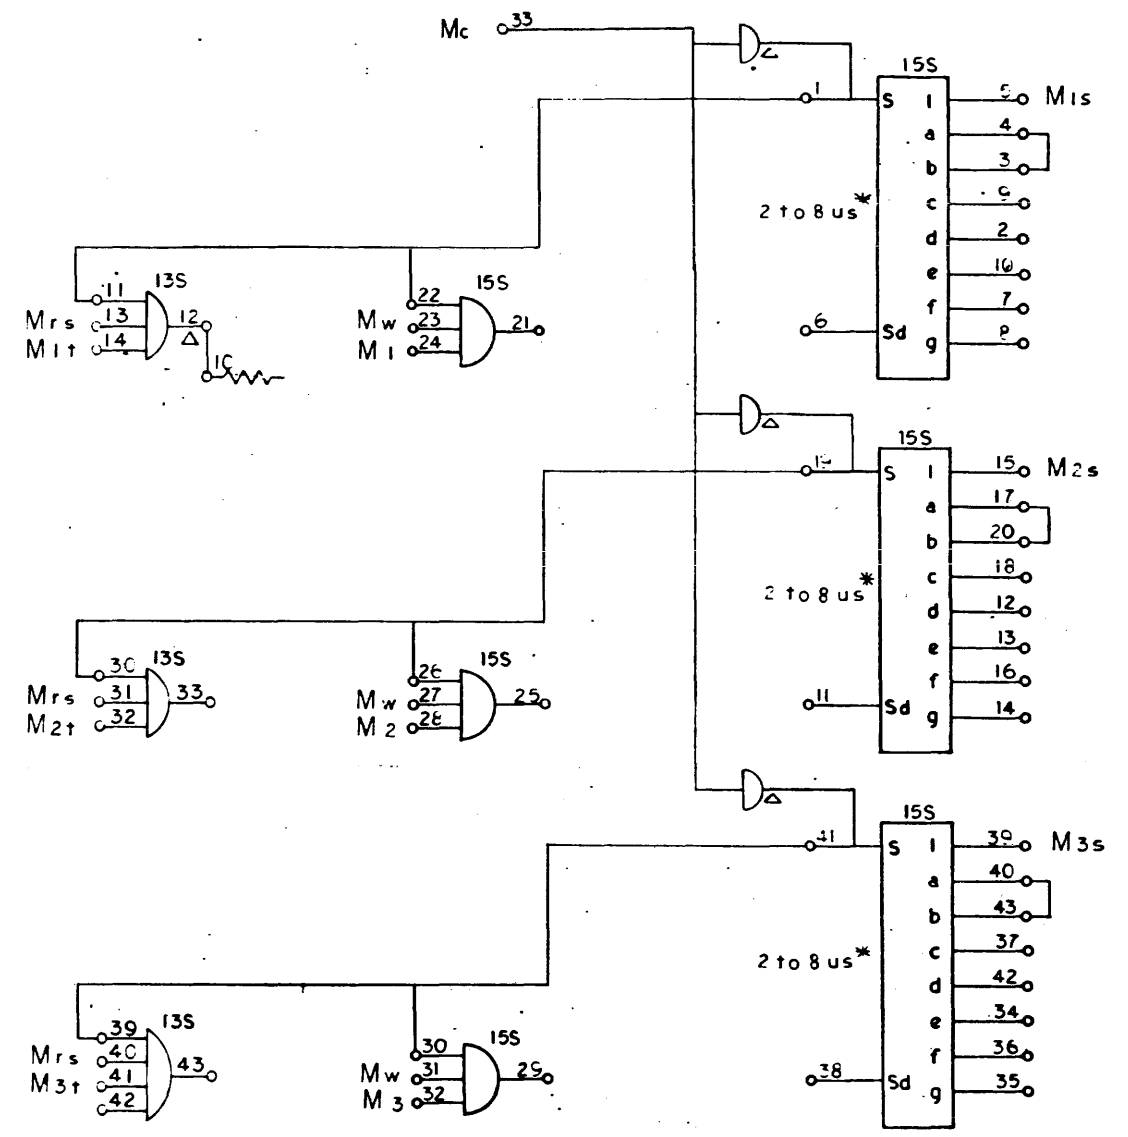 Mc 33
15S
1 S 1 5 M1s
a 4
b 3
2 to 8 us* c 9
d 2
e 10
f 7
6 Sd g 8
13S 15S
11 22
Mrs 13 12 Mw 23 21
M1t 14 M1 24
15S
S 1 15 M2s
a 17
b 20
2 to 8 us* c 18
d 12
e 13
f 16
11 Sd g 14
13S 15S
30 26
Mrs 31 33 Mw 27 25
M2t 32 M2 28
15S
41 S 1 39 M3s
a 40
b 43
2 to 8 us* c 37
d 42
e 34
f 36
38 Sd g 35
13S 15S
39 30
Mrs 40 43 Mw 31 29
M3t 41 M3 32
42